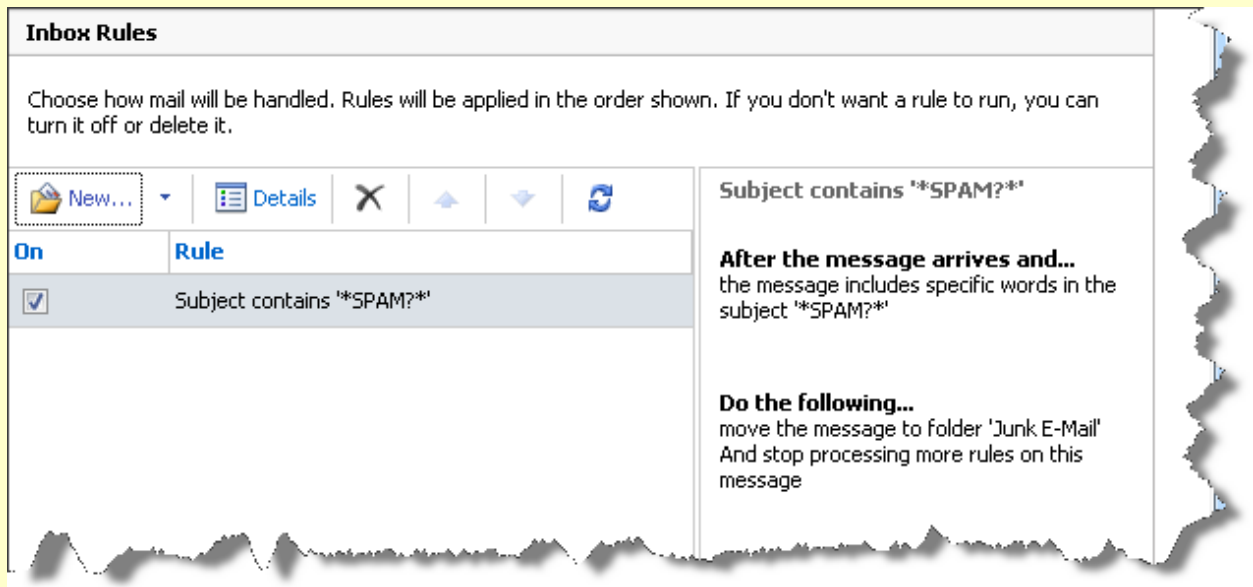 Inbox Rules
Choose how mail will be handled. Rules will be applied in the order shown. If you don't want a rule to run, you can
turn it off or delete it.
New... Details
On Rule
Subject contains '*SPAM?*'
Subject contains '*SPAM?*'
After the message arrives and...
the message includes specific words in the
subject '*SPAM?*'
Do the following...
move the message to folder 'Junk E-Mail'
And stop processing more rules on this
message